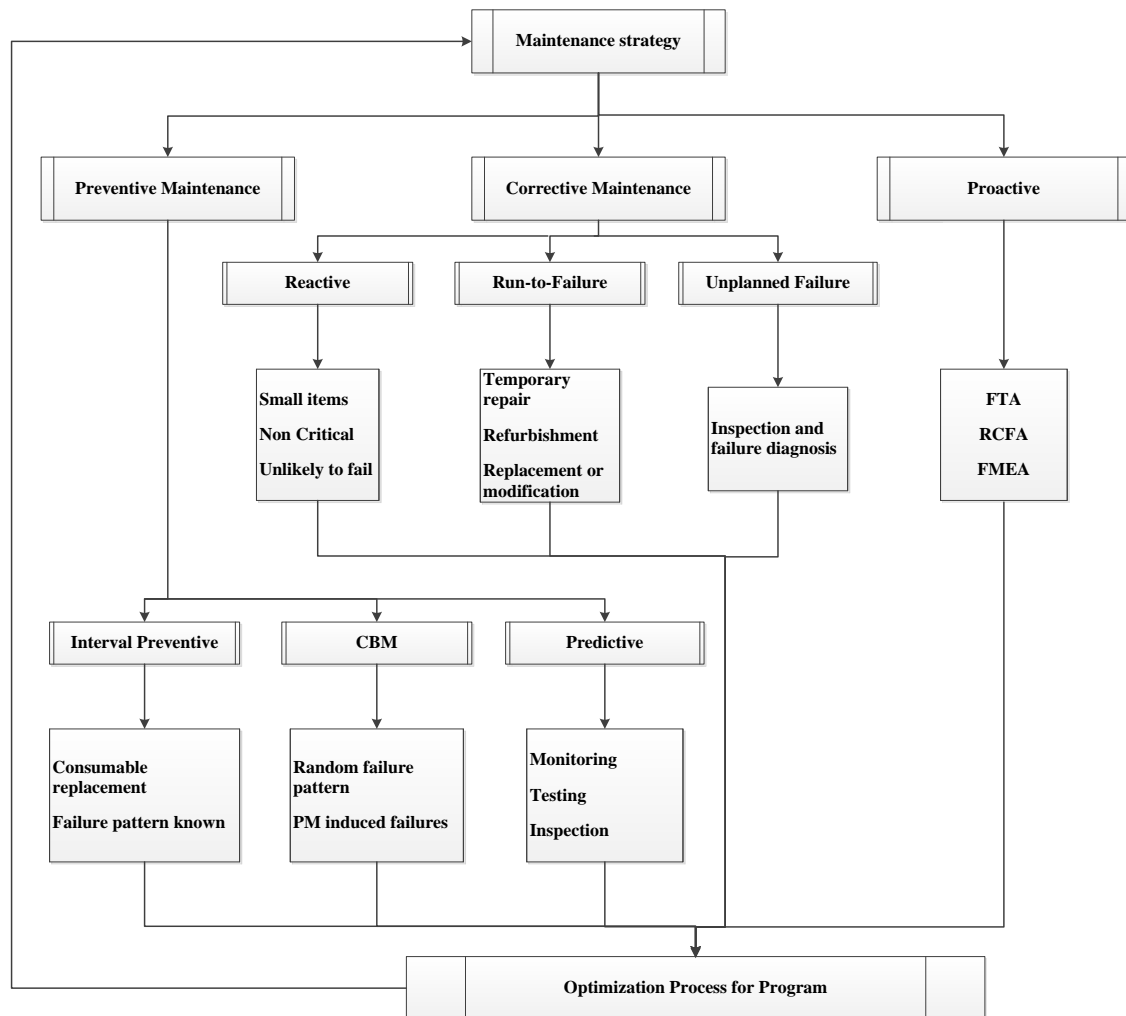 Maintenance strategy
Preventive Maintenance
Corrective Maintenance
Proactive
Reactive
Run-to-Failure
Unplanned Failure
Small items
Non Critical
Unlikely to fail
Temporary
repair
Refurbishment
Replacement or
modification
Inspection and
failure diagnosis
FTA
RCFA
FMEA
Interval Preventive
CBM
Predictive
Consumable
replacement
Failure pattern known
Random failure
pattern
PM induced failures
Monitoring
Testing
Inspection
Optimization Process for Program